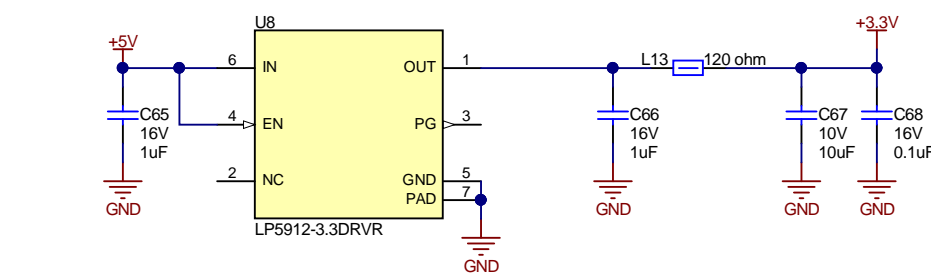 U8
+5V
+3.3V
6 IN OUT 1
L13 120 ohm
C65
16V
1uF
4 EN PG 3
C66
16V
1uF
C67
10V
10uF
C68
16V
0.1uF
2 NC GND 5
PAD 7
GND
GND
GND
GND
LP5912-3.3DRVR
GND